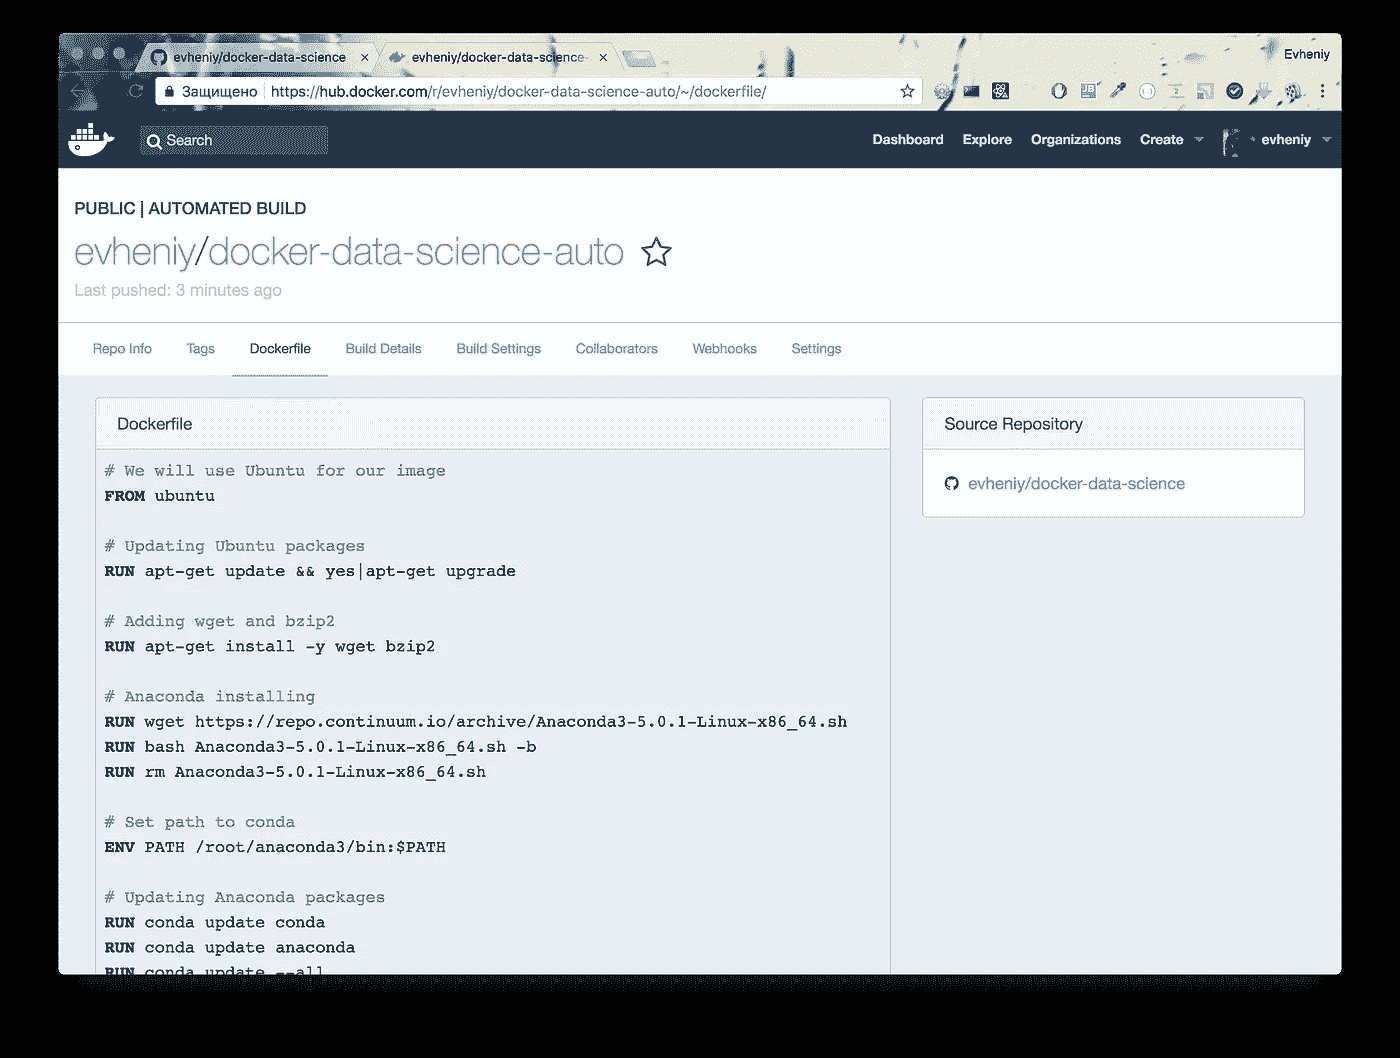 evheniy/docker-data-science
evheniy/docker-data-science-
Evheniy
Защищено
https://hub.docker.com/r/evheniy/docker-data-science-auto/~/dockerfile/
Search
Dashboard
Explore
Organizations
Create
evheniy
PUBLIC | AUTOMATED BUILD
evheniy/docker-data-science-auto
Last pushed: 3 minutes ago
Repo Info
Tags
Dockerfile
Build Details
Build Settings
Collaborators
Webhooks
Settings
Dockerfile
# We will use Ubuntu for our image
FROM ubuntu
# Updating Ubuntu packages
RUN apt-get update && yes|apt-get upgrade
# Adding wget and bzip2
RUN apt-get install -y wget bzip2
# Anaconda installing
RUN wget https://repo.continuum.io/archive/Anaconda3-5.0.1-Linux-x86_64.sh
RUN bash Anaconda3-5.0.1-Linux-x86_64.sh -b
RUN rm Anaconda3-5.0.1-Linux-x86_64.sh
# Set path to conda
ENV PATH /root/anaconda3/bin:$PATH
# Updating Anaconda packages
RUN conda update conda
RUN conda update anaconda
RUN conda update --all
Source Repository
evheniy/docker-data-science